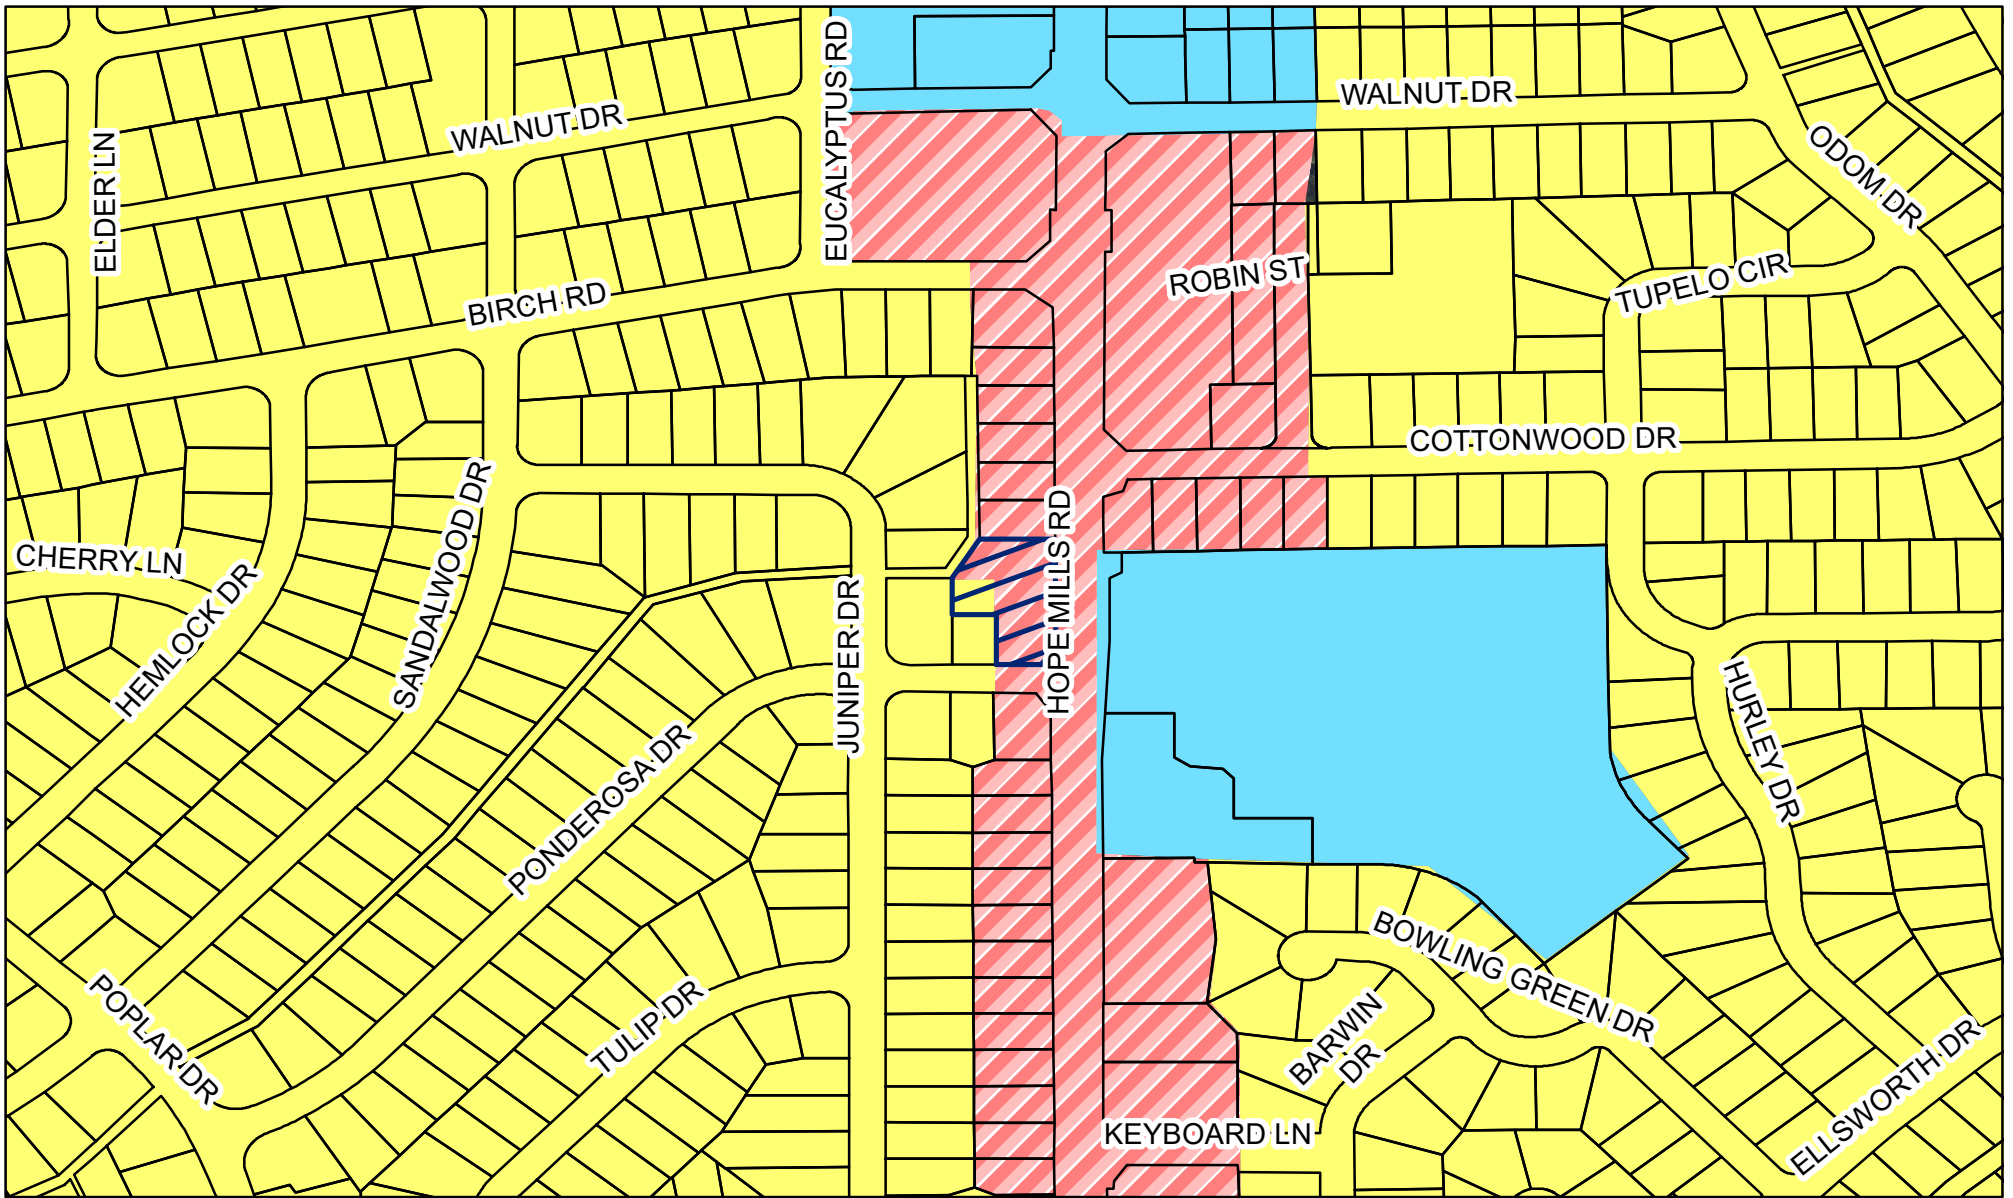 EUCALYPTUS RD
WALNUT DR
WALNUT DR
ELDER LN
ODOM DR
ROBIN ST
TUPELO CIR
BIRCH RD
COTTONWOOD DR
CHERRY LN
HEMLOCK DR
SANDALWOOD DR
HOPE MILLS RD
JUNIPER DR
HURLEY DR
PONDEROSA DR
BOWLING GREEN DR
POPLAR DR
TULIP DR
BARWIN
DR
ELLSWORTH DR
KEYBOARD LN